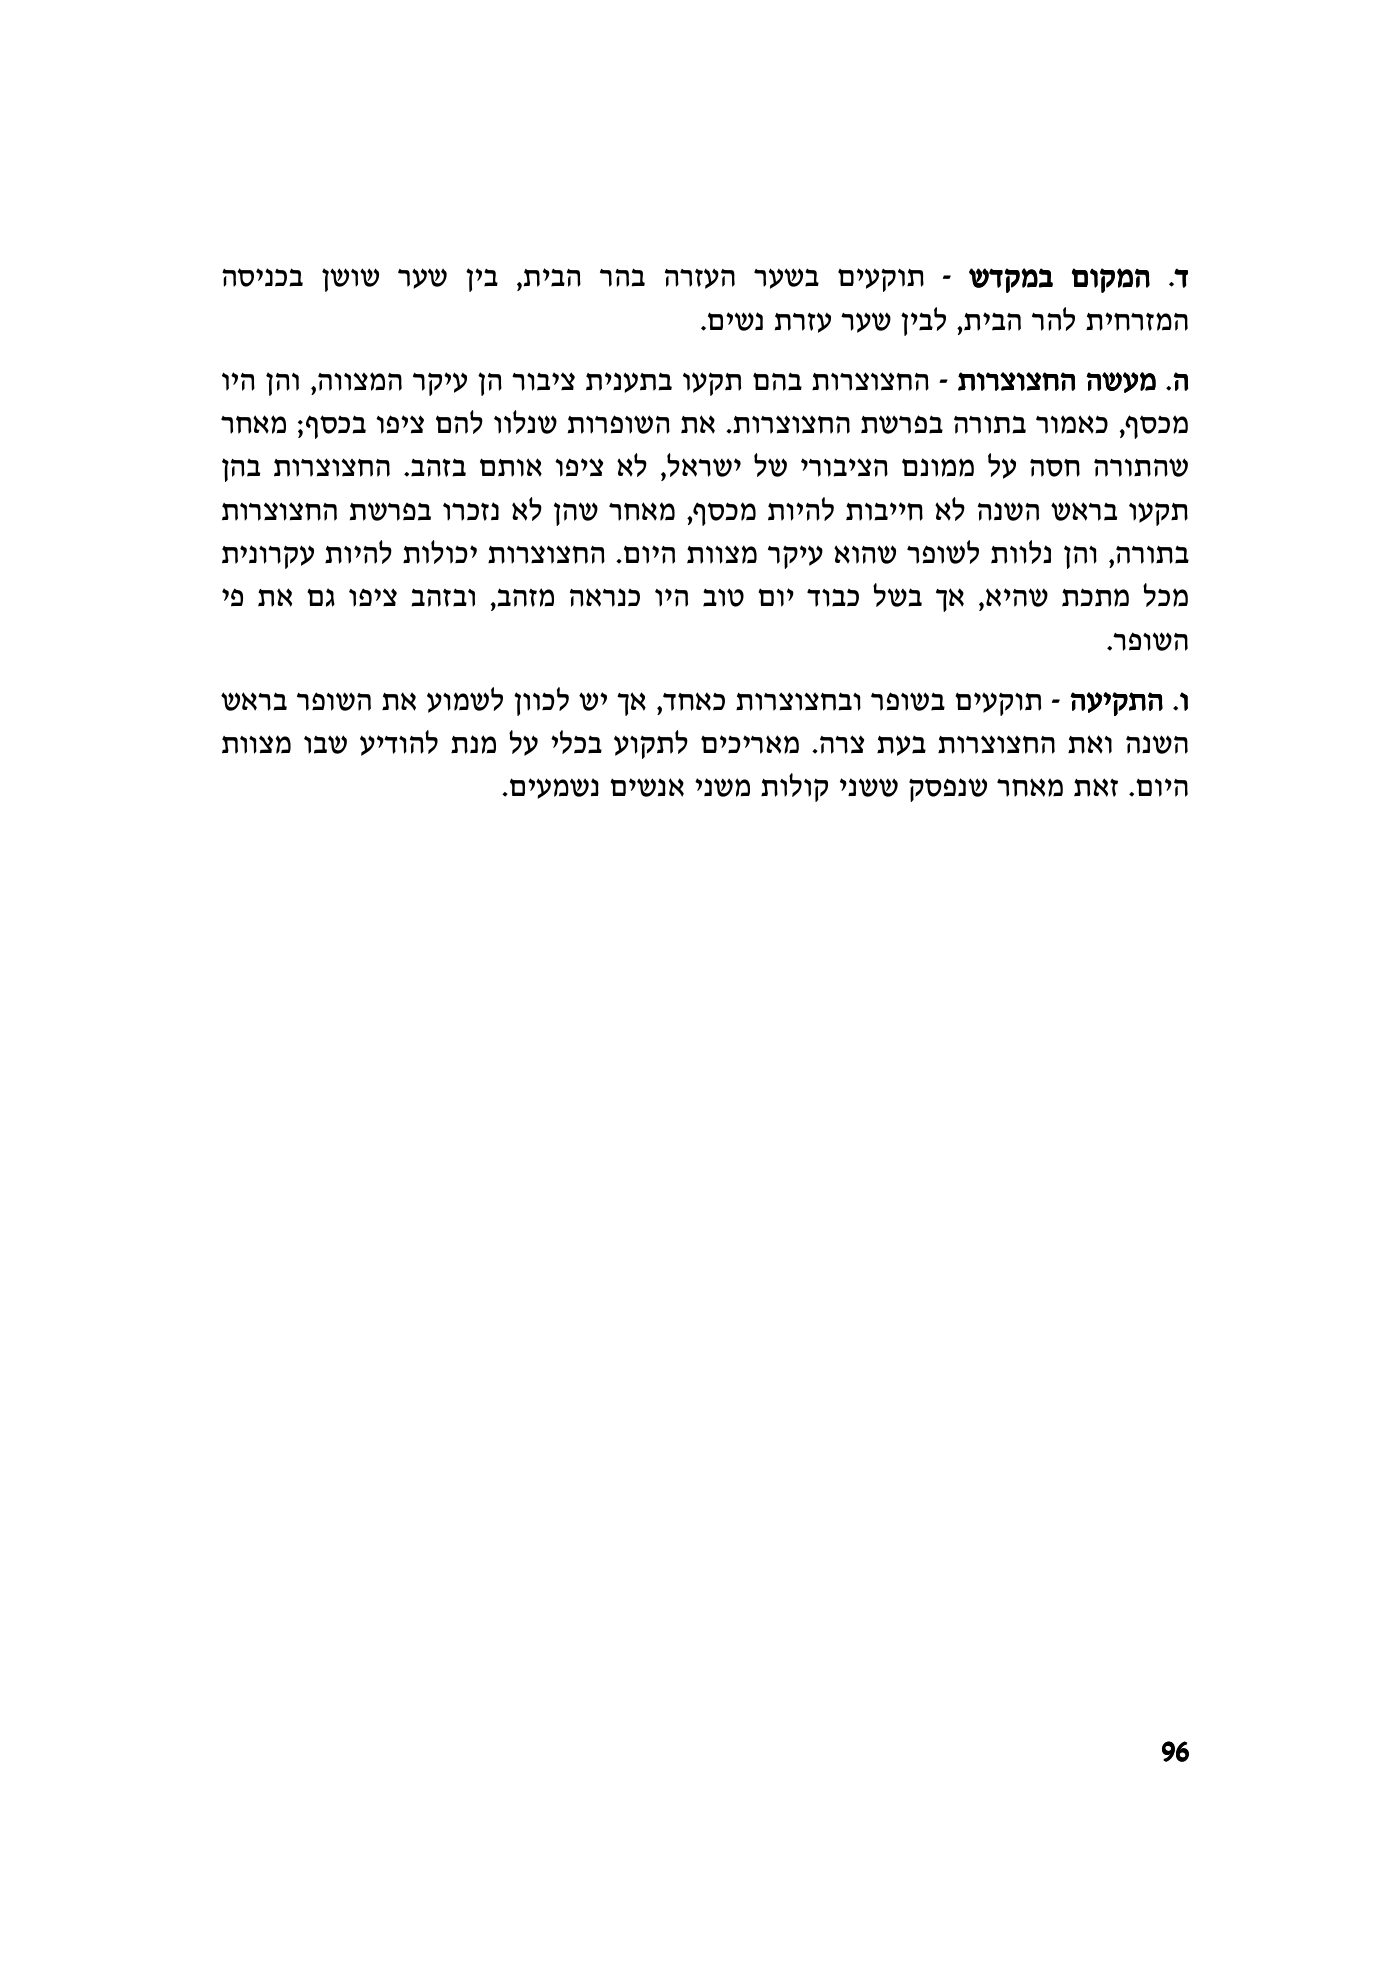 ד. המקום במקדש - תוקעים בשער העזרה בהר הבית, בין שער שושן בכניסה
המזרחית להר הבית, לבין שער עזרת נשים.
ה. מעשה החצוצרות - החצוצרות בהם תקעו בתענית ציבור הן עיקר המצווה, והן היו
מכסף, כאמור בתורה בפרשת החצוצרות. את השופרות שנלוו להם ציפו בכסף; מאחר
שהתורה חסה על ממונם הציבורי של ישראל, לא ציפו אותם בזהב. החצוצרות בהן
תקעו בראש השנה לא חייבות להיות מכסף, מאחר שהן לא נזכרו בפרשת החצוצרות
בתורה, והן נלוות לשופר שהוא עיקר מצוות היום. החצוצרות יכולות להיות עקרונית
מכל מתכת שהיא, אך בשל כבוד יום טוב היו כנראה מזהב, ובזהב ציפו גם את פי
השופר.
ו. התקיעה - תוקעים בשופר ובחצוצרות כאחד, אך יש לכוון לשמוע את השופר בראש
השנה ואת החצוצרות בעת צרה. מאריכים לתקוע בכלי על מנת להודיע שבו מצוות
היום. זאת מאחר שנפסק ששני קולות משני אנשים נשמעים.
96